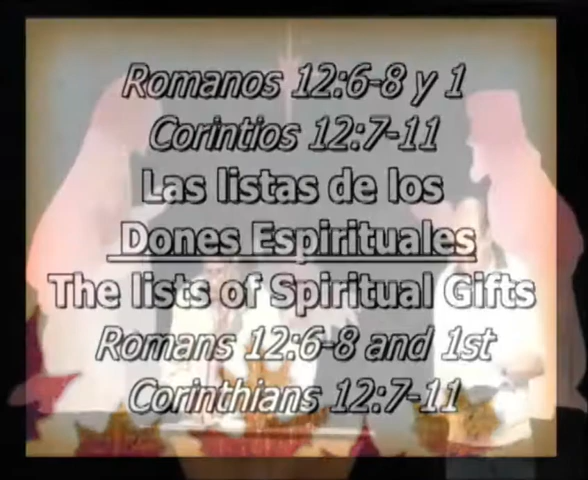 Romanos 12:6-8 y 1
Corintios 12:7-11
Las listas de los
Dones Espirituales
The lists of Spiritual Gifts
Romans 12:6-8 and 1st
Corinthians 12:7-11